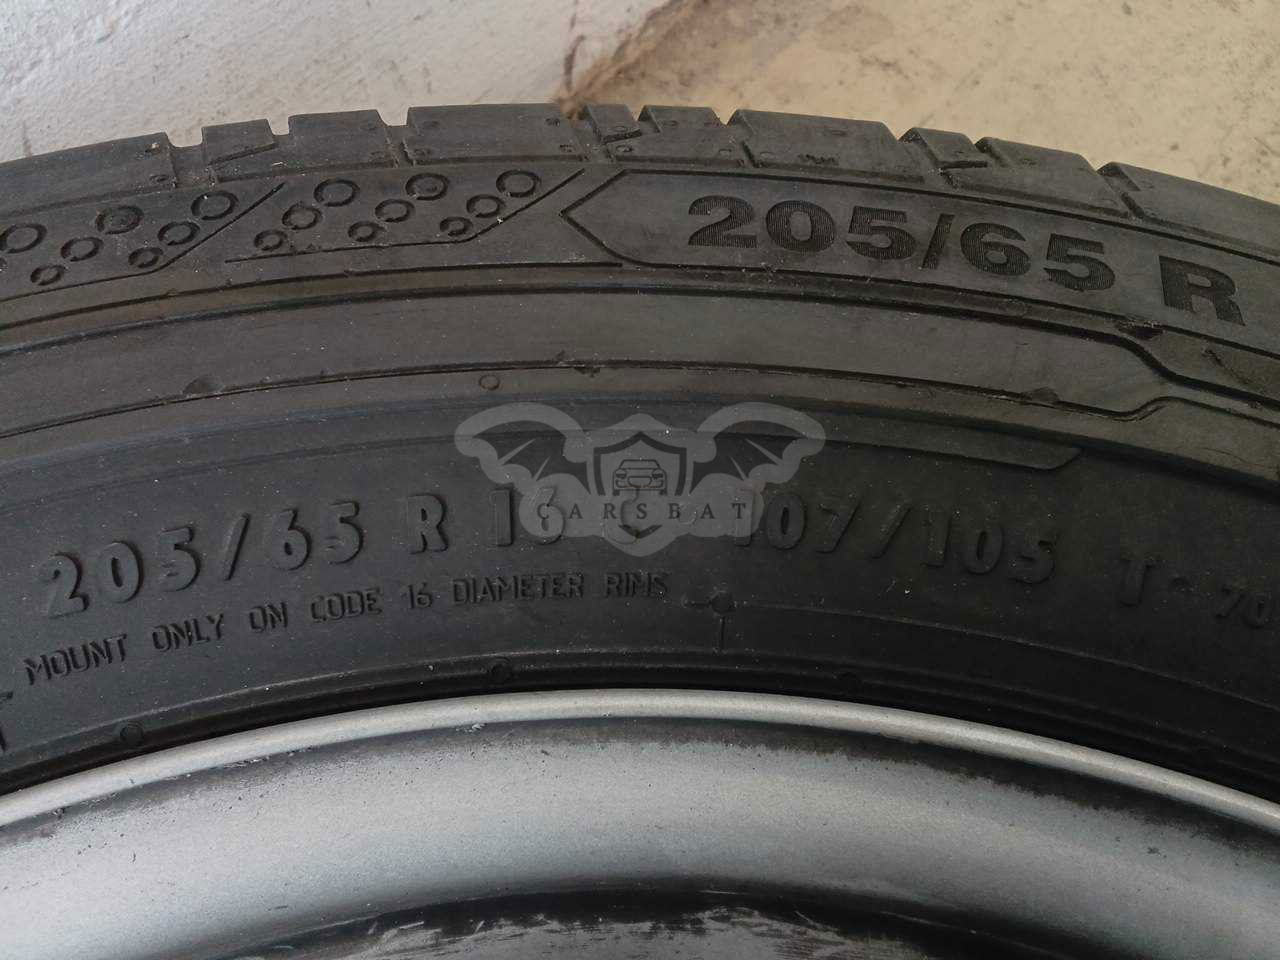 205/65 R
CARSBAT
205/65 R 16 C 107/105 T
MOUNT ONLY ON CODE 16 DIAMETER RIMS